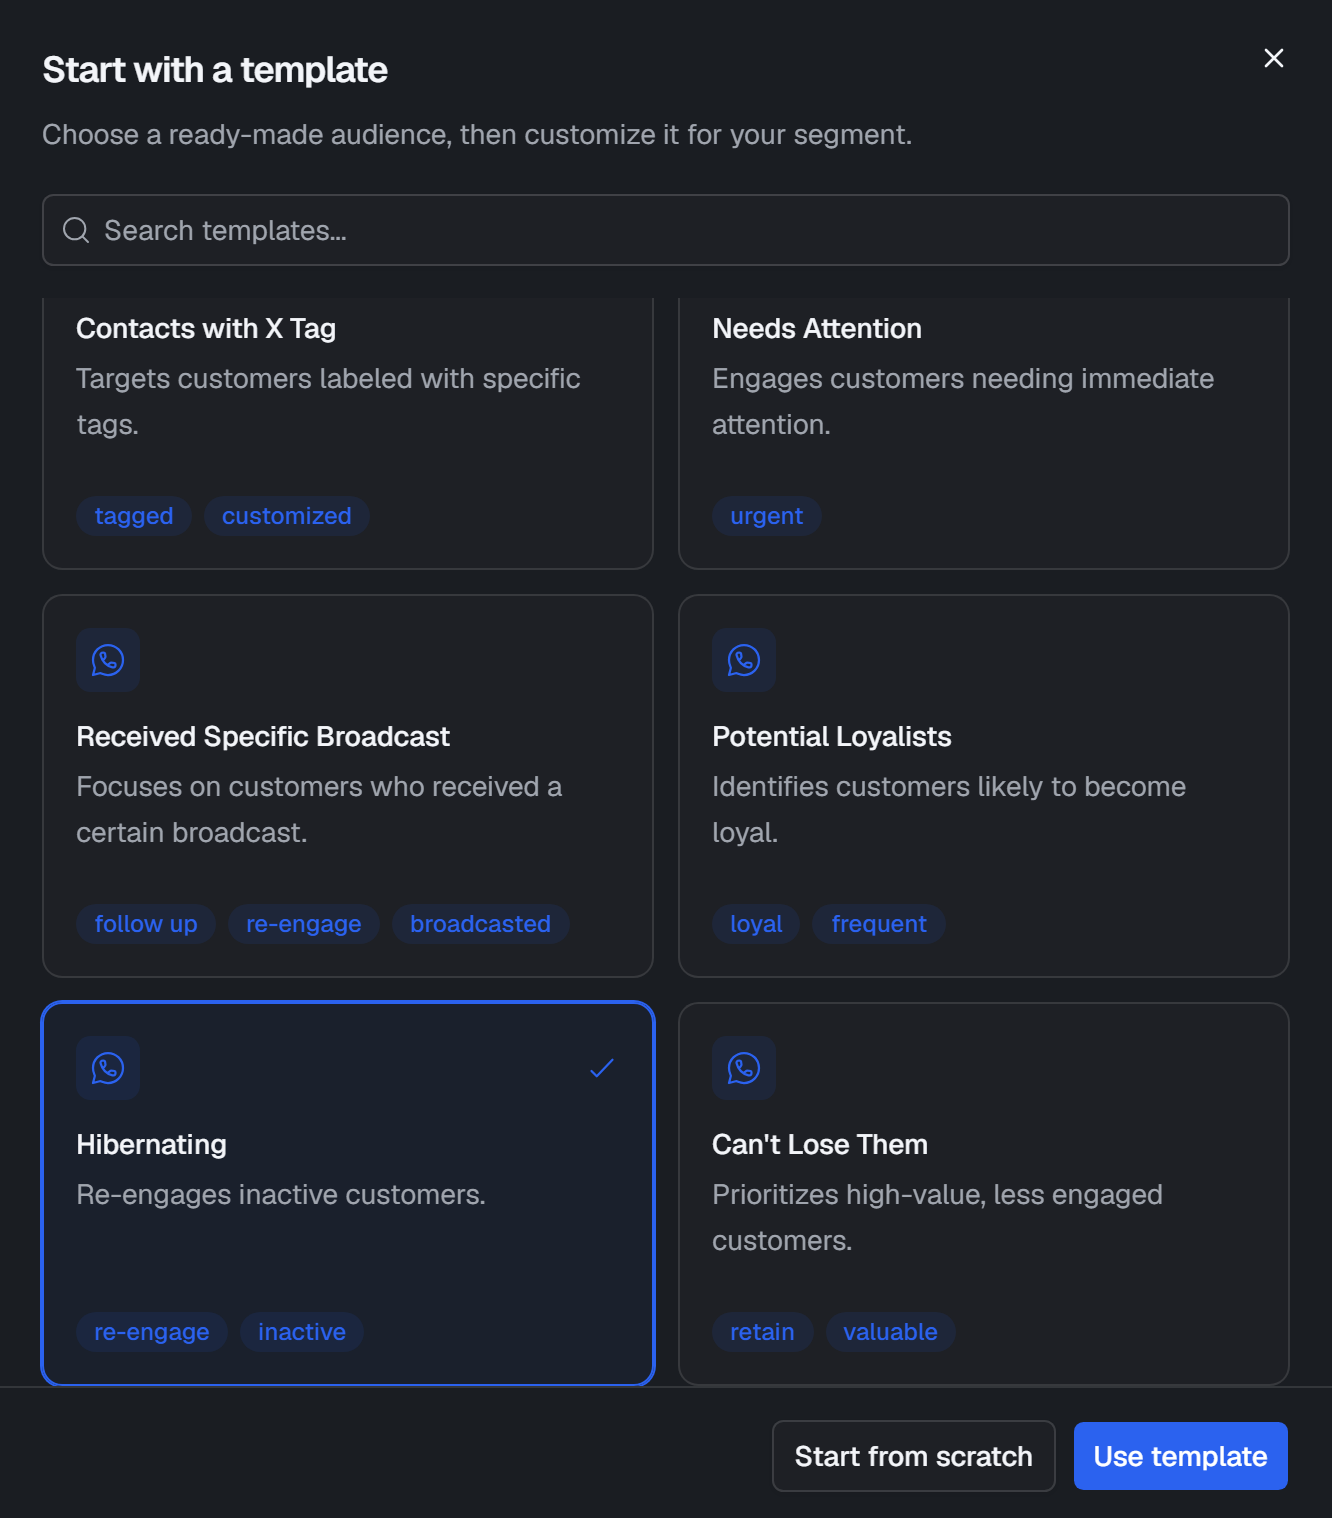 Start with a template
Choose a ready-made audience, then customize it for your segment.
Search templates...
Contacts with X Tag
Targets customers labeled with specific
tags.
tagged
customized
Needs Attention
Engages customers needing immediate
attention.
urgent
Received Specific Broadcast
Focuses on customers who received a
certain broadcast.
follow up
re-engage
broadcasted
Potential Loyalists
Identifies customers likely to become
loyal.
loyal
frequent
Hibernating
Re-engages inactive customers.
re-engage
inactive
Can't Lose Them
Prioritizes high-value, less engaged
customers.
retain
valuable
Start from scratch
Use template